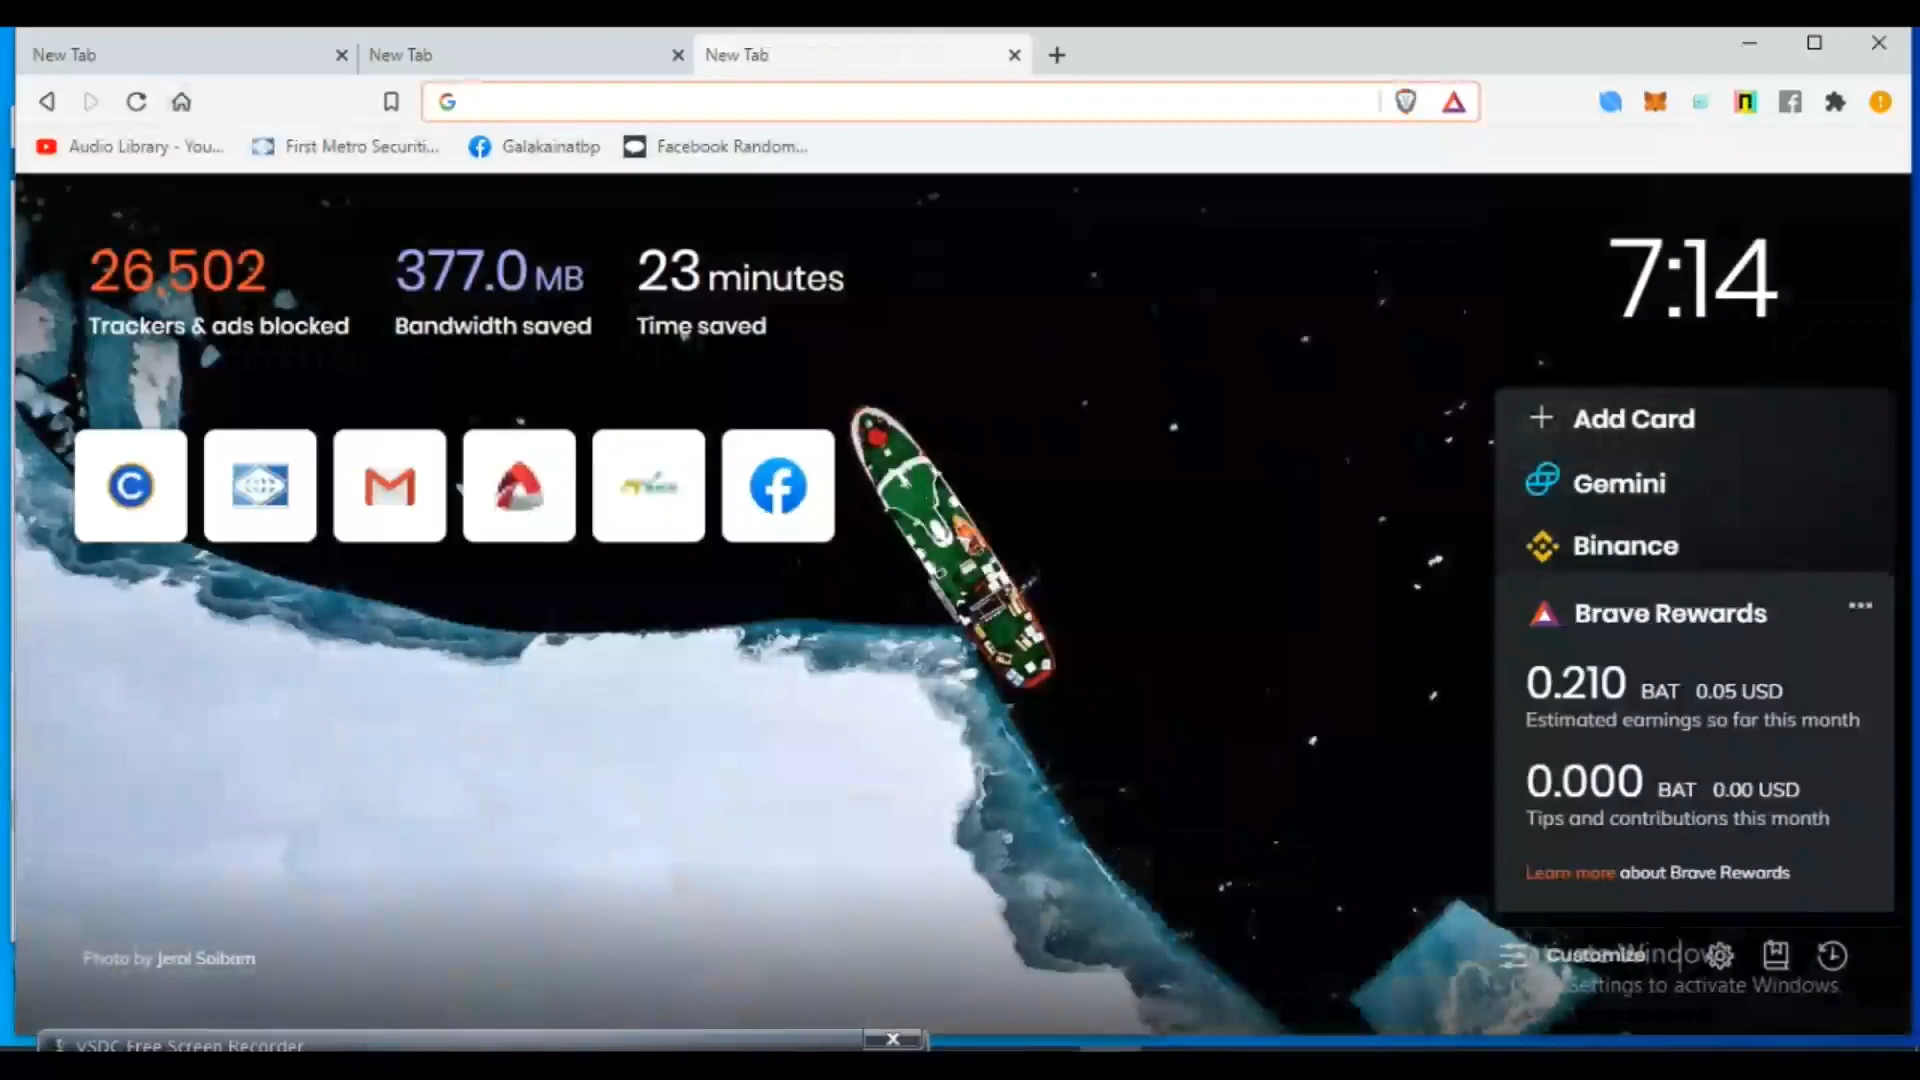 New Tab
New Tab
New Tab
Audio Library - You...
First Metro Securiti...
Galakainatbp
Facebook Random...
26,502
Trackers & ads blocked
377.0 MB
Bandwidth saved
23 minutes
Time saved
7:14
Add Card
Gemini
Binance
Brave Rewards
0.210 BAT 0.05 USD
Estimated earnings so far this month
0.000 BAT 0.00 USD
Tips and contributions this month
Learn more about Brave Rewards
Photo by Jerol Soibam
Customize
Settings to activate Windows.
VSDC Free Screen Recorder